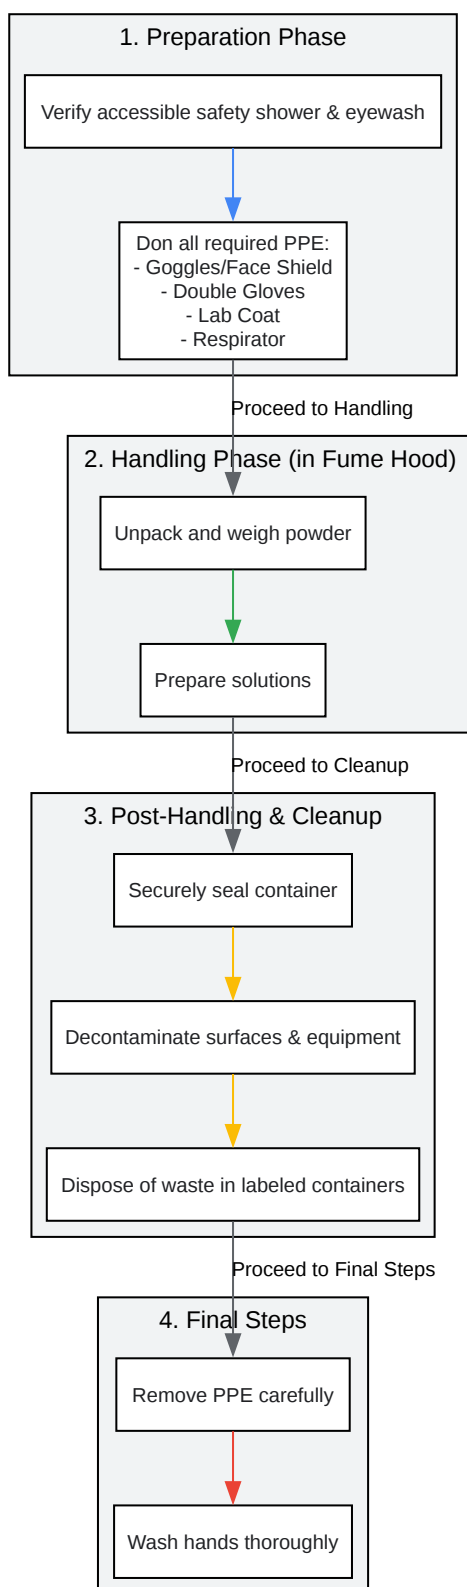 1. Preparation Phase
Verify accessible safety shower & eyewash
Don all required PPE:
- Goggles/Face Shield
- Double Gloves
- Lab Coat
- Respirator
Proceed to Handling
2. Handling Phase (in Fume Hood)
Unpack and weigh powder
Prepare solutions
Proceed to Cleanup
3. Post-Handling & Cleanup
Securely seal container
Decontaminate surfaces & equipment
Dispose of waste in labeled containers
Proceed to Final Steps
4. Final Steps
Remove PPE carefully
Wash hands thoroughly